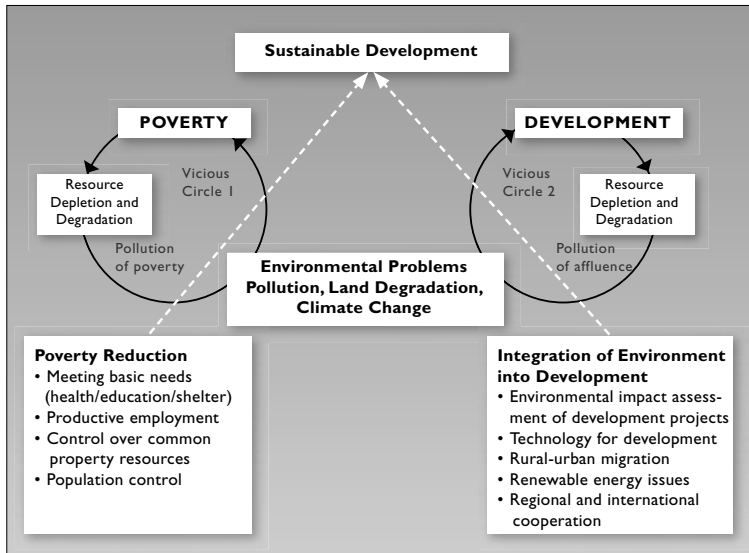 Sustainable Development
POVERTY
Vicious
Circle 1
Resource
Depletion and
Degradation
Pollution
of poverty
DEVELOPMENT
Vicious
Circle 2
Resource
Depletion and
Degradation
Pollution
of affluence
Environmental Problems
Pollution, Land Degradation,
Climate Change
Poverty Reduction
• Meeting basic needs
(health/education/shelter)
• Productive employment
• Control over common
property resources
• Population control
Integration of Environment
into Development
• Environmental impact assess-
ment of development projects
• Technology for development
• Rural-urban migration
• Renewable energy issues
• Regional and international
cooperation